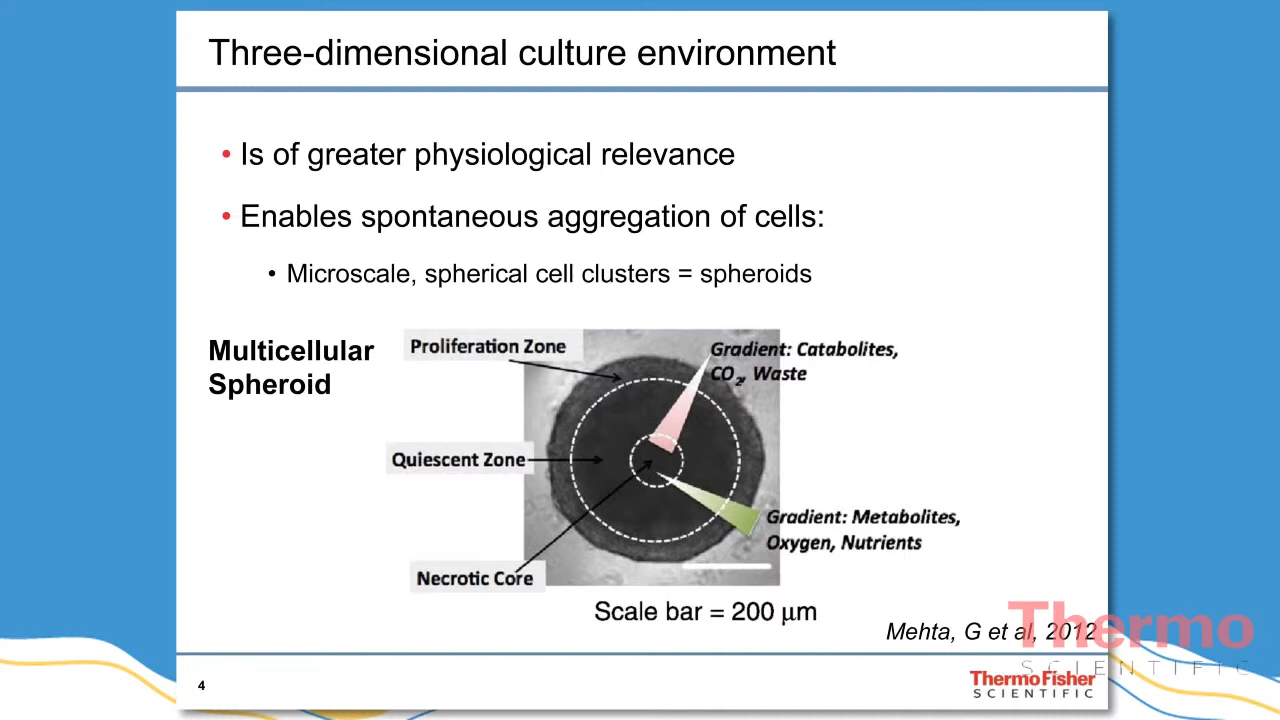 Three-dimensional culture environment
• Is of greater physiological relevance
• Enables spontaneous aggregation of cells:
• Microscale, spherical cell clusters = spheroids
Multicellular
Spheroid
Proliferation Zone
Gradient: Catabolites,
CO2, Waste
Quiescent Zone
Gradient: Metabolites,
Oxygen, Nutrients
Necrotic Core
Scale bar = 200 μm
Mehta, G et al, 2012
Thermo
SCIENTIFIC
4
ThermoFisher
SCIENTIFIC